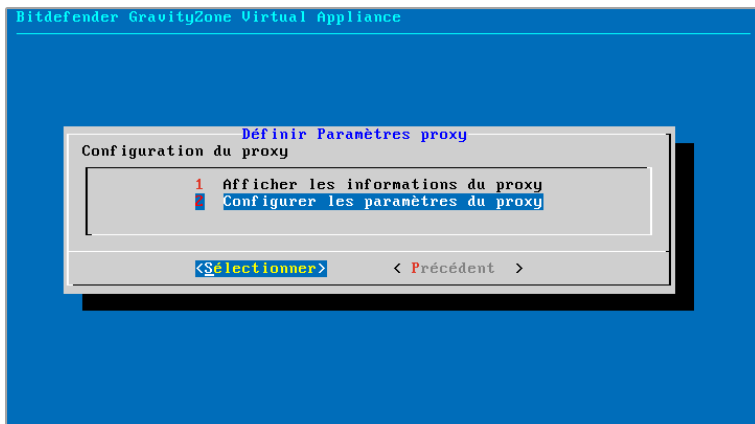 Bitdefender GravityZone Virtual Appliance
Définir Paramètres proxy
Configuration du proxy
1 Afficher les informations du proxy
2 Configurer les paramètres du proxy
<Sélectionner> < Précédent >